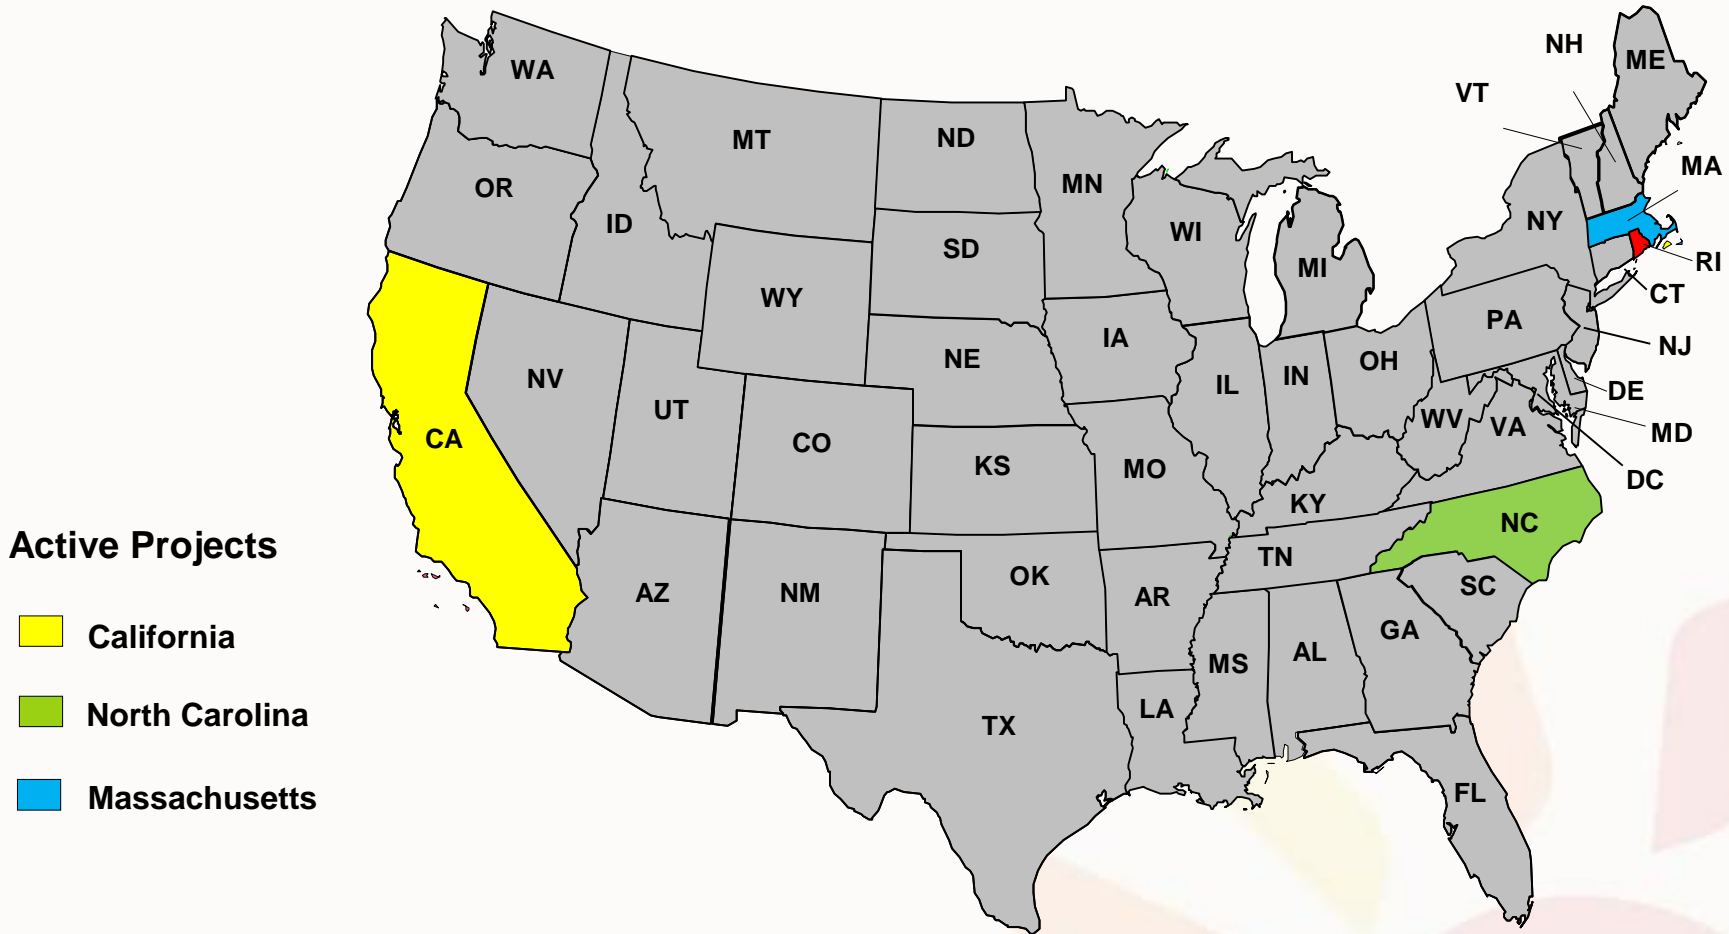 NH
ME
WA
VT
MT
ND
MA
MN
OR
NY
ID
WI
SD
RI
MI
CT
WY
PA
IA
NJ
NE
OH
NV
IN
IL
DE
UT
WV
VA
MD
CA
CO
KS
MO
DC
KY
NC
Active Projects
TN
OK
SC
AZ
NM
AR
GA
California
AL
MS
LA
North Carolina
TX
FL
Massachusetts